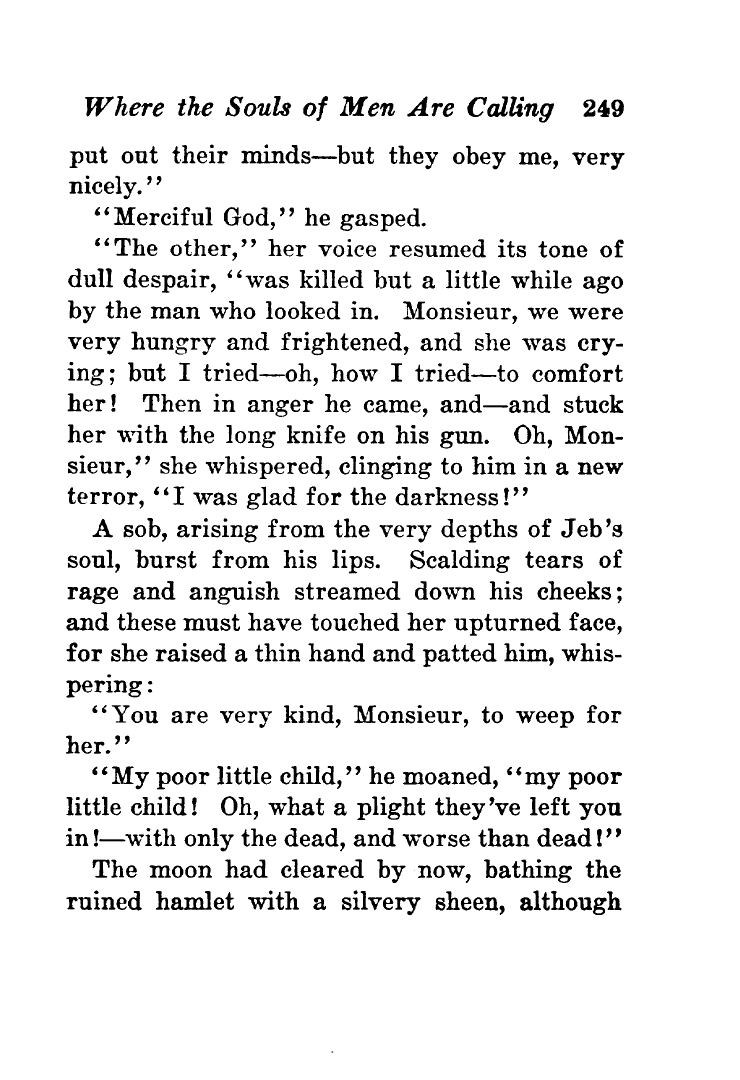 Where the Souls of Men Are Calling 249
put out their minds—but they obey me, very
nicely.''
''Merciful God,'' he gasped.
''The other,'' her voice resumed its tone of
dull despair, ''was killed but a little while ago
by the man who looked in. Monsieur, we were
very hungry and frightened, and she was cry-
ing; but I tried—oh, how I tried—to comfort
her! Then in anger he came, and—and stuck
her with the long knife on his gun. Oh, Mon-
sieur,'' she whispered, clinging to him in a new
terror, ''I was glad for the darkness!''
A sob, arising from the very depths of Jeb's
soul, burst from his lips. Scalding tears of
rage and anguish streamed down his cheeks;
and these must have touched her upturned face,
for she raised a thin hand and patted him, whis-
pering:
''You are very kind, Monsieur, to weep for
her.''
''My poor little child,'' he moaned, ''my poor
little child! Oh, what a plight they've left you
in!—with only the dead, and worse than dead!''
The moon had cleared by now, bathing the
ruined hamlet with a silvery sheen, although